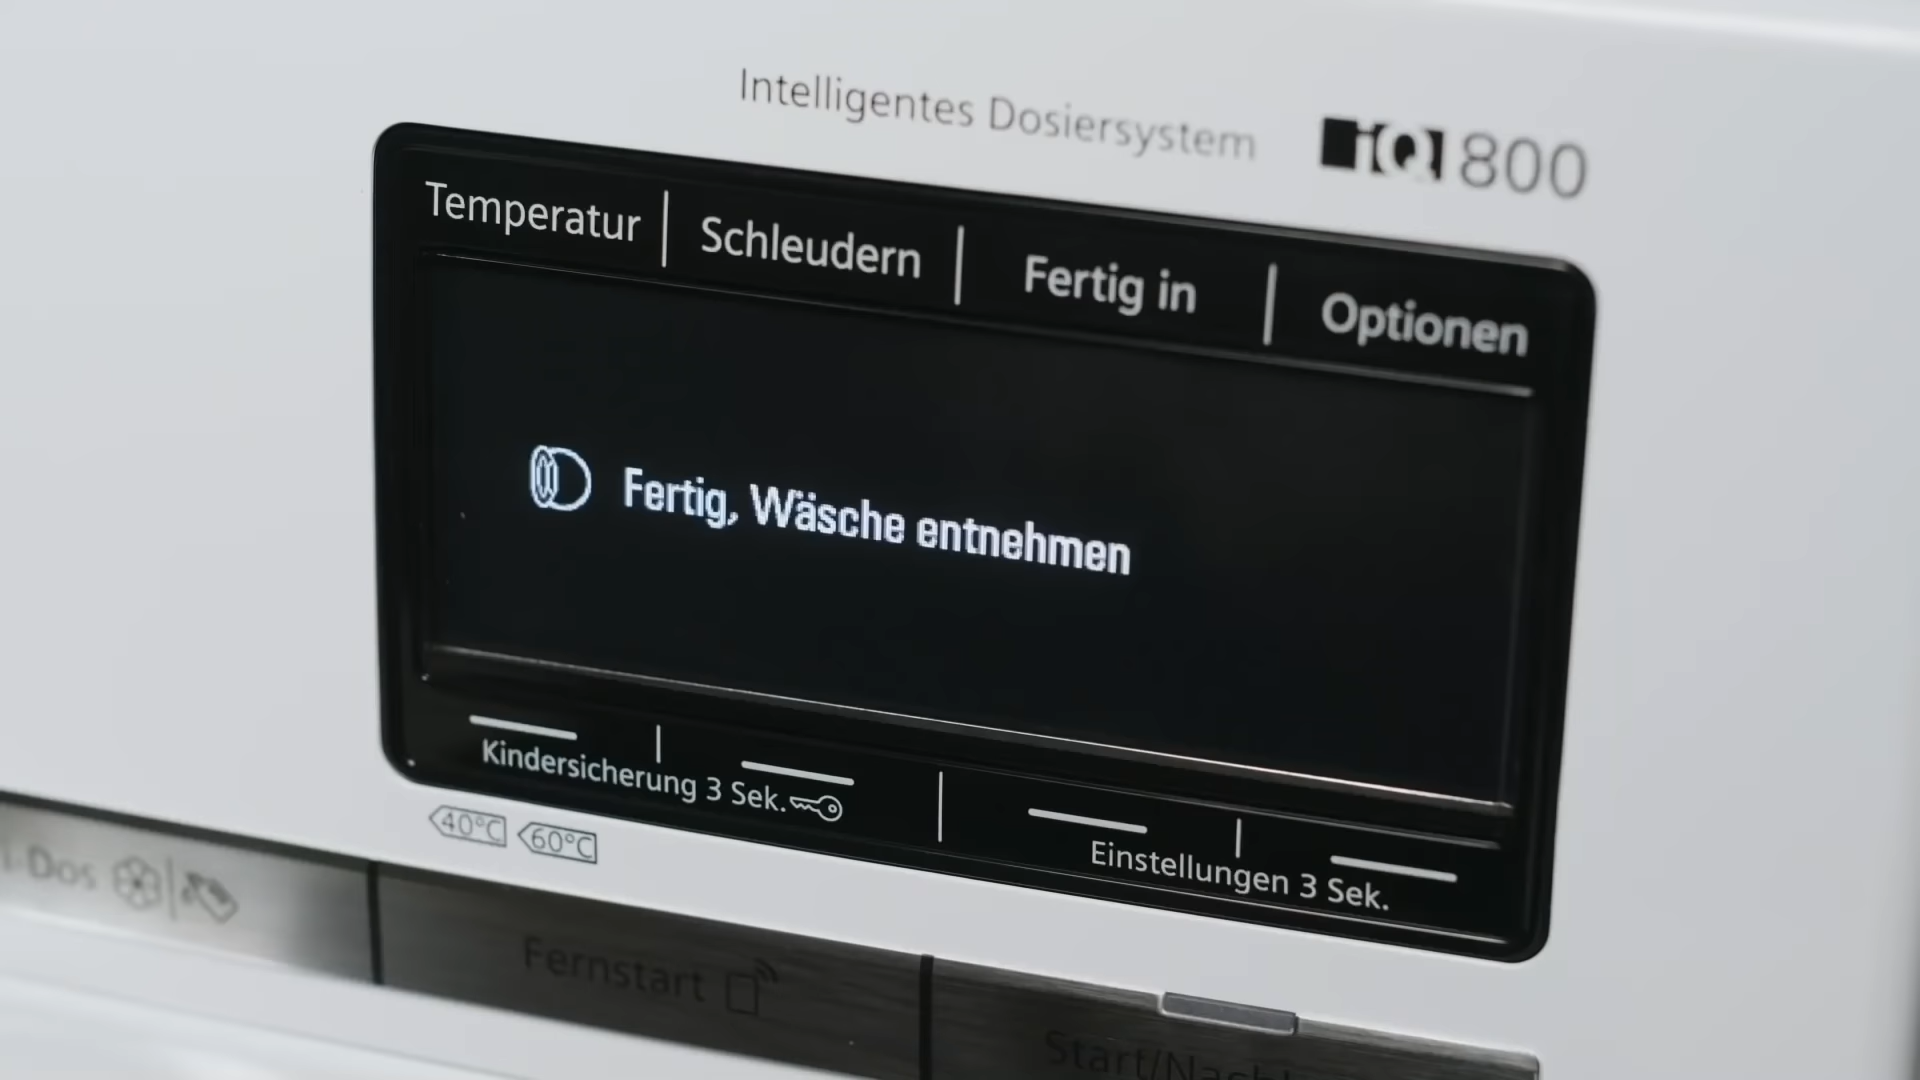 Intelligentes Dosiersystem iQ 800
Temperatur Schleudern Fertig in Optionen
Fertig, Wäsche entnehmen
Kindersicherung 3 Sek.
Einstellungen 3 Sek.
40°C 60°C
Dos
Fernstart
Start/